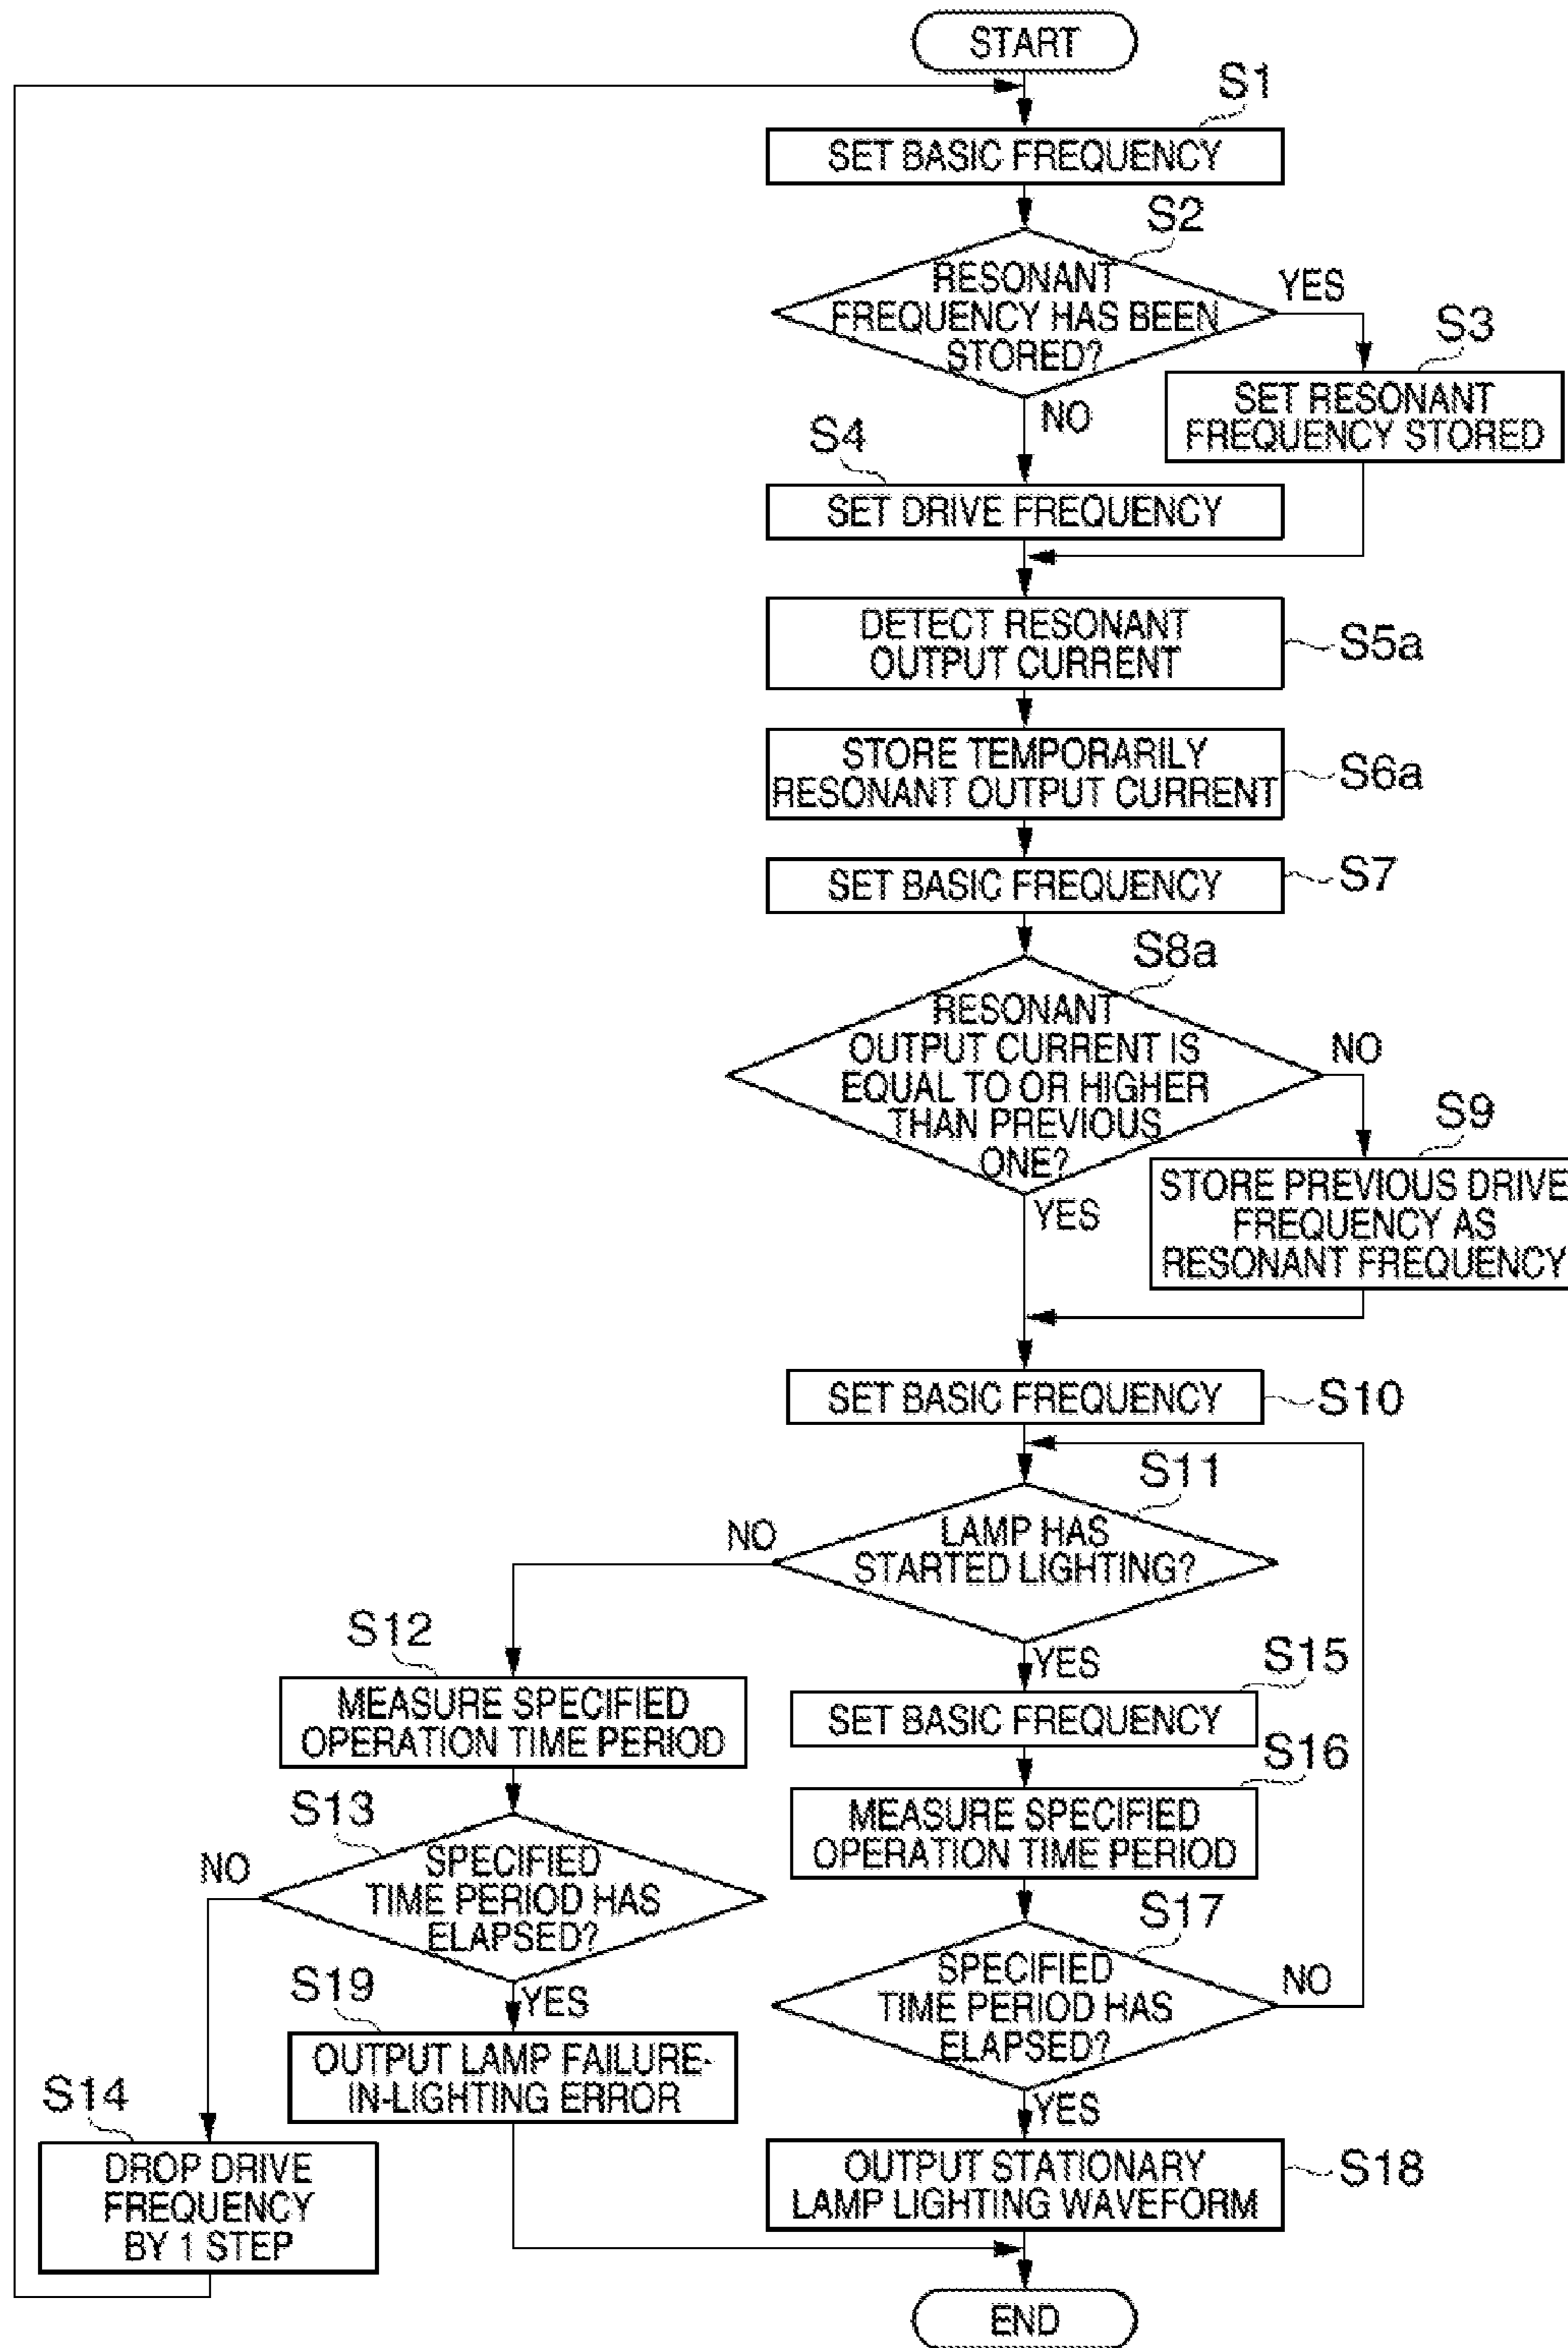 START
S1
SET BASIC FREQUENCY
S2
RESONANT
FREQUENCY HAS BEEN
STORED?
YES
NO
S3
SET RESONANT
FREQUENCY STORED
S4
SET DRIVE FREQUENCY
DETECT RESONANT
OUTPUT CURRENT
S5a
STORE TEMPORARILY
RESONANT OUTPUT CURRENT
S6a
SET BASIC FREQUENCY
S7
S8a
RESONANT
OUTPUT CURRENT IS
EQUAL TO OR HIGHER
THAN PREVIOUS
ONE?
NO
YES
S9
STORE PREVIOUS DRIVE
FREQUENCY AS
RESONANT FREQUENCY
SET BASIC FREQUENCY
S10
S11
LAMP HAS
STARTED LIGHTING?
NO
YES
S12
MEASURE SPECIFIED
OPERATION TIME PERIOD
S15
SET BASIC FREQUENCY
S16
MEASURE SPECIFIED
OPERATION TIME PERIOD
S13
SPECIFIED
TIME PERIOD HAS
ELAPSED?
NO
YES
S17
SPECIFIED
TIME PERIOD HAS
ELAPSED?
NO
YES
S19
OUTPUT LAMP FAILURE-
IN-LIGHTING ERROR
S14
DROP DRIVE
FREQUENCY
BY 1 STEP
OUTPUT STATIONARY
LAMP LIGHTING WAVEFORM
S18
END